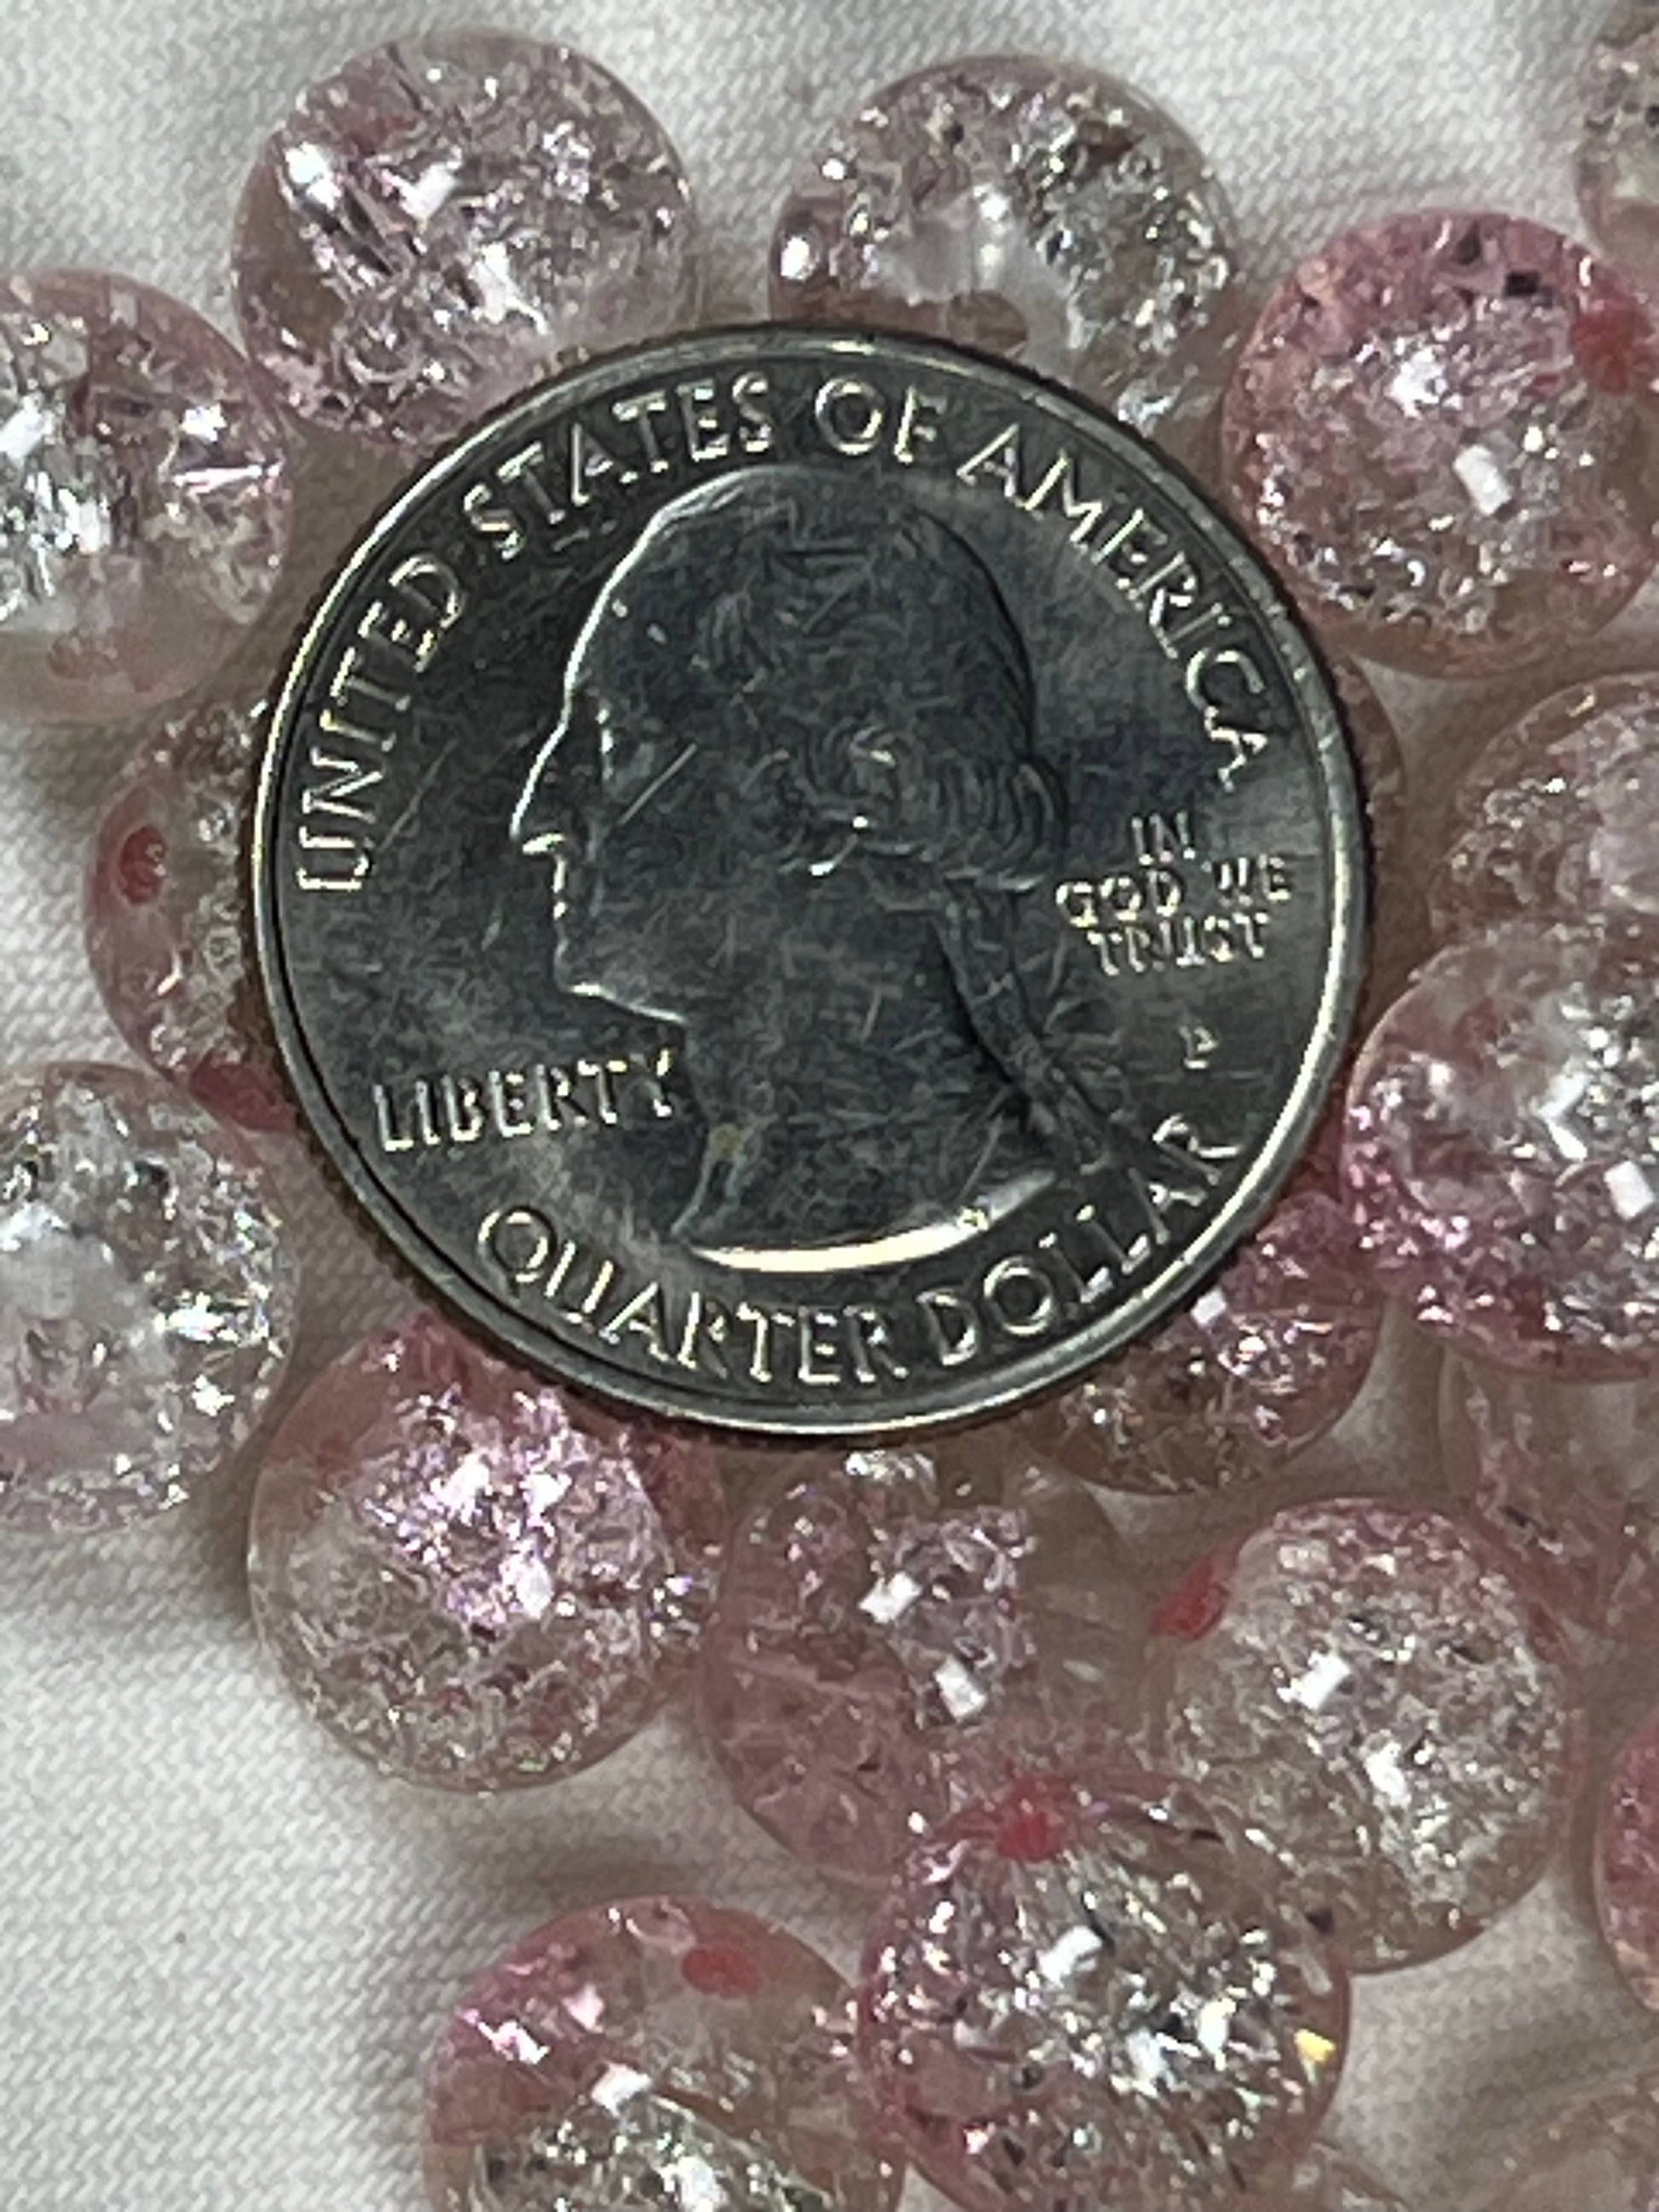 UNITED STATES OF AMERICA
IN
GOD WE
TRUST
P
LIBERTY
QUARTER DOLLAR